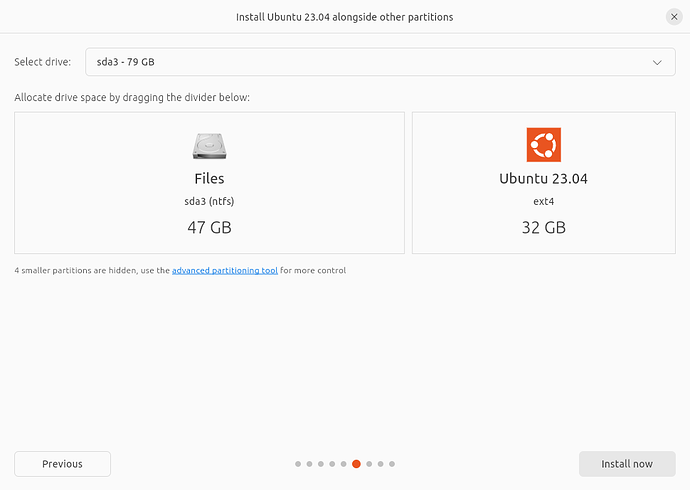 Install Ubuntu 23.04 alongside other partitions
Select drive: sda3 - 79 GB
Allocate drive space by dragging the divider below:
Files
sda3 (ntfs)
47 GB
Ubuntu 23.04
ext4
32 GB
4 smaller partitions are hidden, use the advanced partitioning tool for more control
Previous
Install now